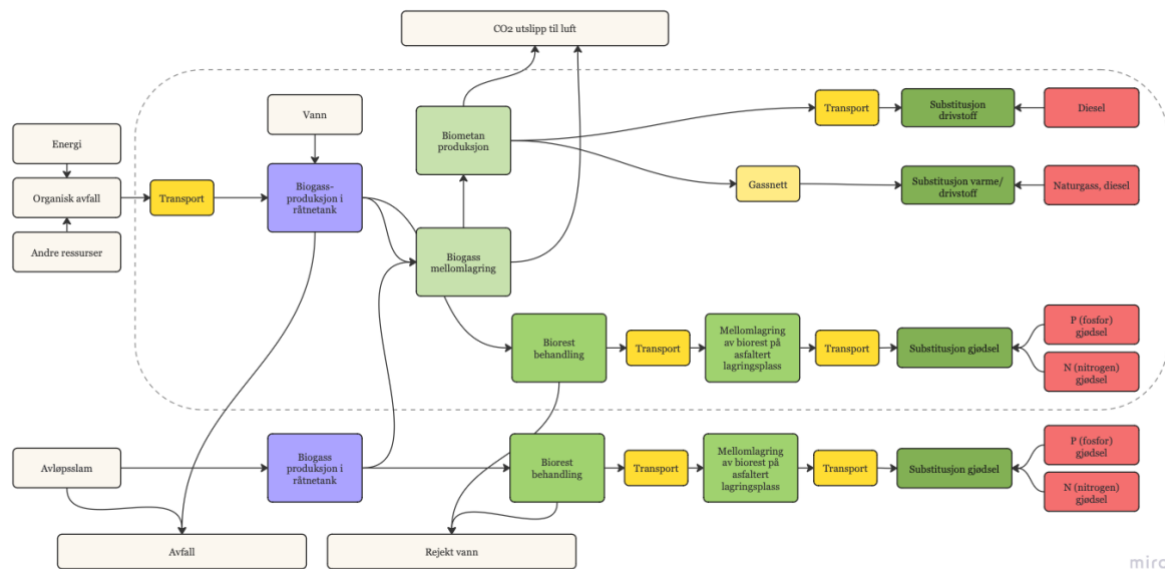 CO2 utslipp til luft
Vann
Energi
Organisk avfall
Andre ressurser
Transport
Biogass-
produksjon i
råtnetank
Biometan
produksjon
Biogass
mellomlagring
Transport
Substitusjon
drivstoff
Diesel
Gassnett
Substitusjon varme/
drivstoff
Naturgass, diesel
Biorest
behandling
Transport
Mellomlagring
av biorest på
asfaltert
lagringsplass
Transport
Substitusjon gjødsel
P (fosfor)
gjødsel
N (nitrogen)
gjødsel
Avløpsslam
Biogass
produksjon i
råtnetank
Biorest
behandling
Transport
Mellomlagring
av biorest på
asfaltert
lagringsplass
Transport
Substitusjon gjødsel
P (fosfor)
gjødsel
N (nitrogen)
gjødsel
Avfall
Rejekt vann
miro